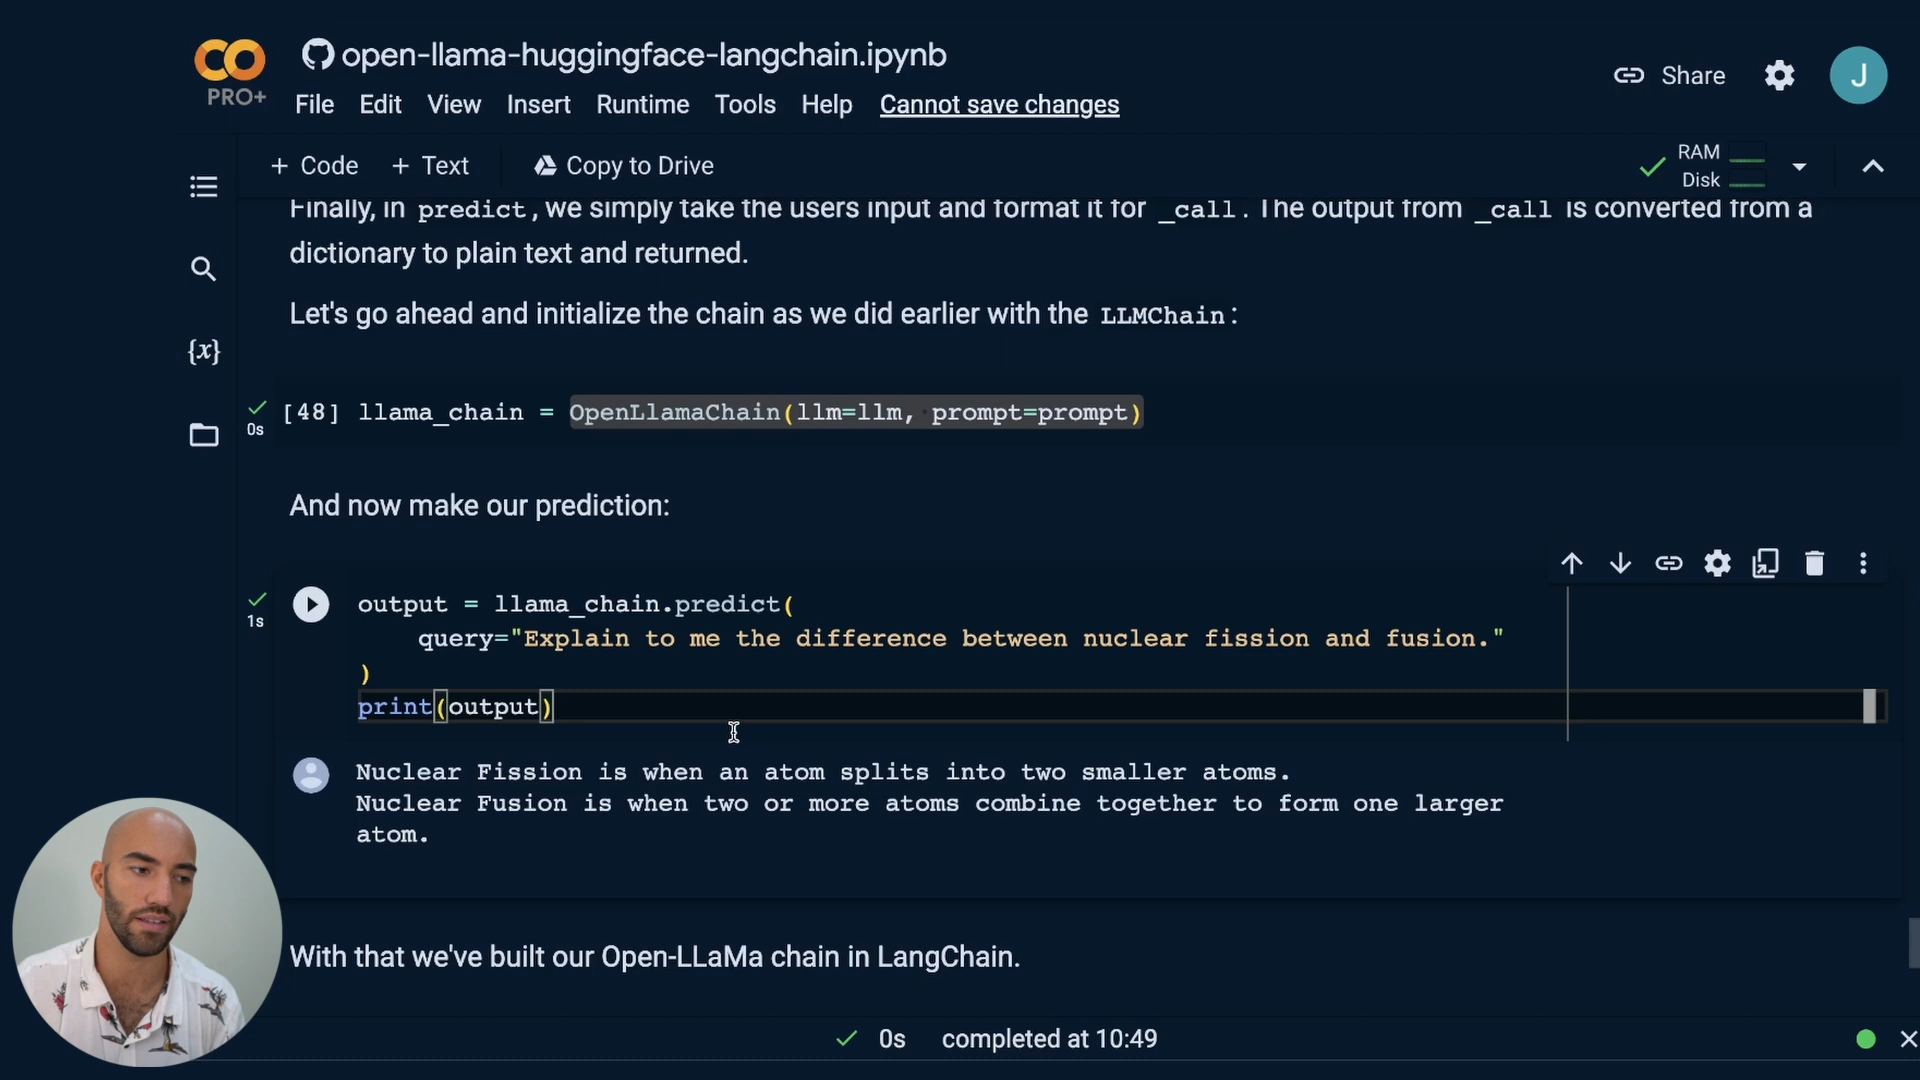 open-llama-huggingface-langchain.ipynb
PRO+
File Edit View Insert Runtime Tools Help Cannot save changes
Share
J
+ Code + Text Copy to Drive
RAM
Disk
Finally, in predict, we simply take the users input and format it for _call. The output from _call is converted from a
dictionary to plain text and returned.
Let's go ahead and initialize the chain as we did earlier with the LLMChain:
[48] llama_chain = OpenLlamaChain(llm=llm, prompt=prompt)
0s
And now make our prediction:
output = llama_chain.predict(
1s
query="Explain to me the difference between nuclear fission and fusion."
)
print(output)
Nuclear Fission is when an atom splits into two smaller atoms.
Nuclear Fusion is when two or more atoms combine together to form one larger
atom.
With that we've built our Open-LLaMa chain in LangChain.
0s completed at 10:49
{x}